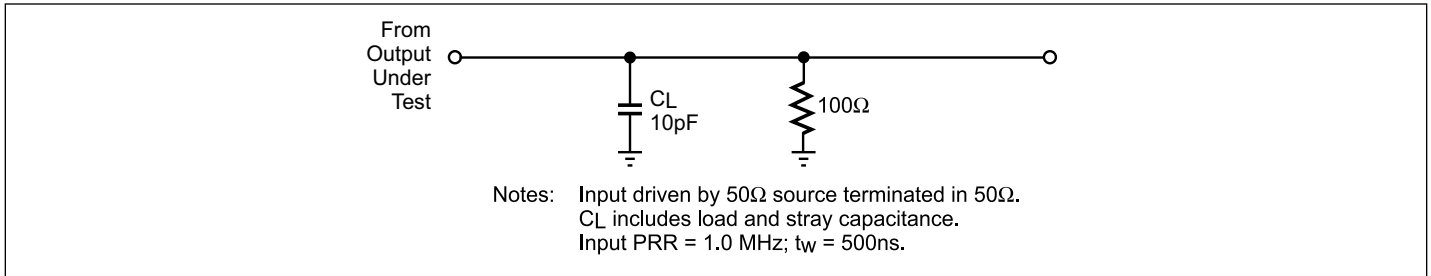 From
Output
Under
Test
CL
10pF
100Ω
Notes: Input driven by 50Ω source terminated in 50Ω.
CL includes load and stray capacitance.
Input PRR = 1.0 MHz; tw = 500ns.